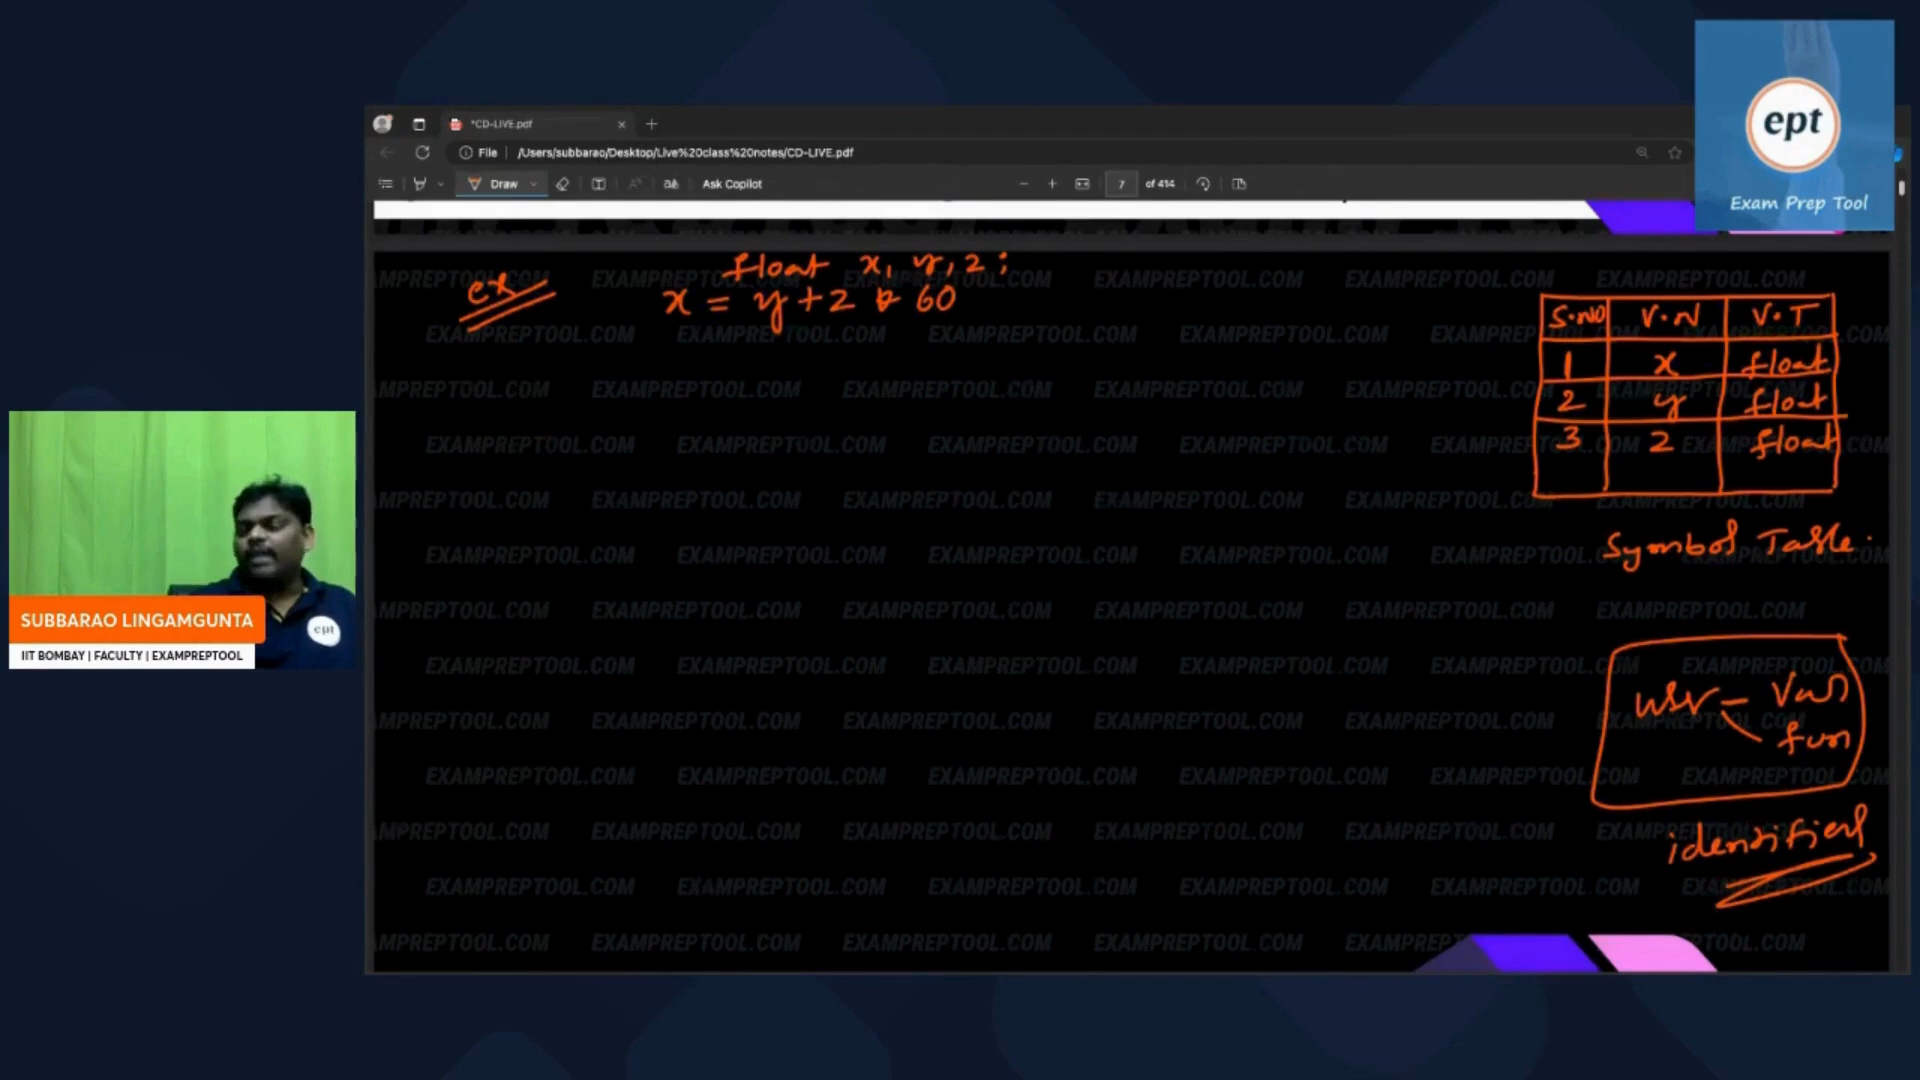 ept
Exam Prep Tool
*CD-LIVE.pdf
File /Users/subbarao/Desktop/Live%20class%20notes/CD-LIVE.pdf
Draw Ask Copilot 7 of 414
ex
float x, y, z;
x = y + z * 60
S.NO V.N V.T
1 x float
2 y float
3 z float
Symbol Table.
usr - Var
fun
identifier
SUBBARAO LINGAMGUNTA
IIT BOMBAY | FACULTY | EXAMPREPTOOL
ept
EXAMPREPTOOL.COM